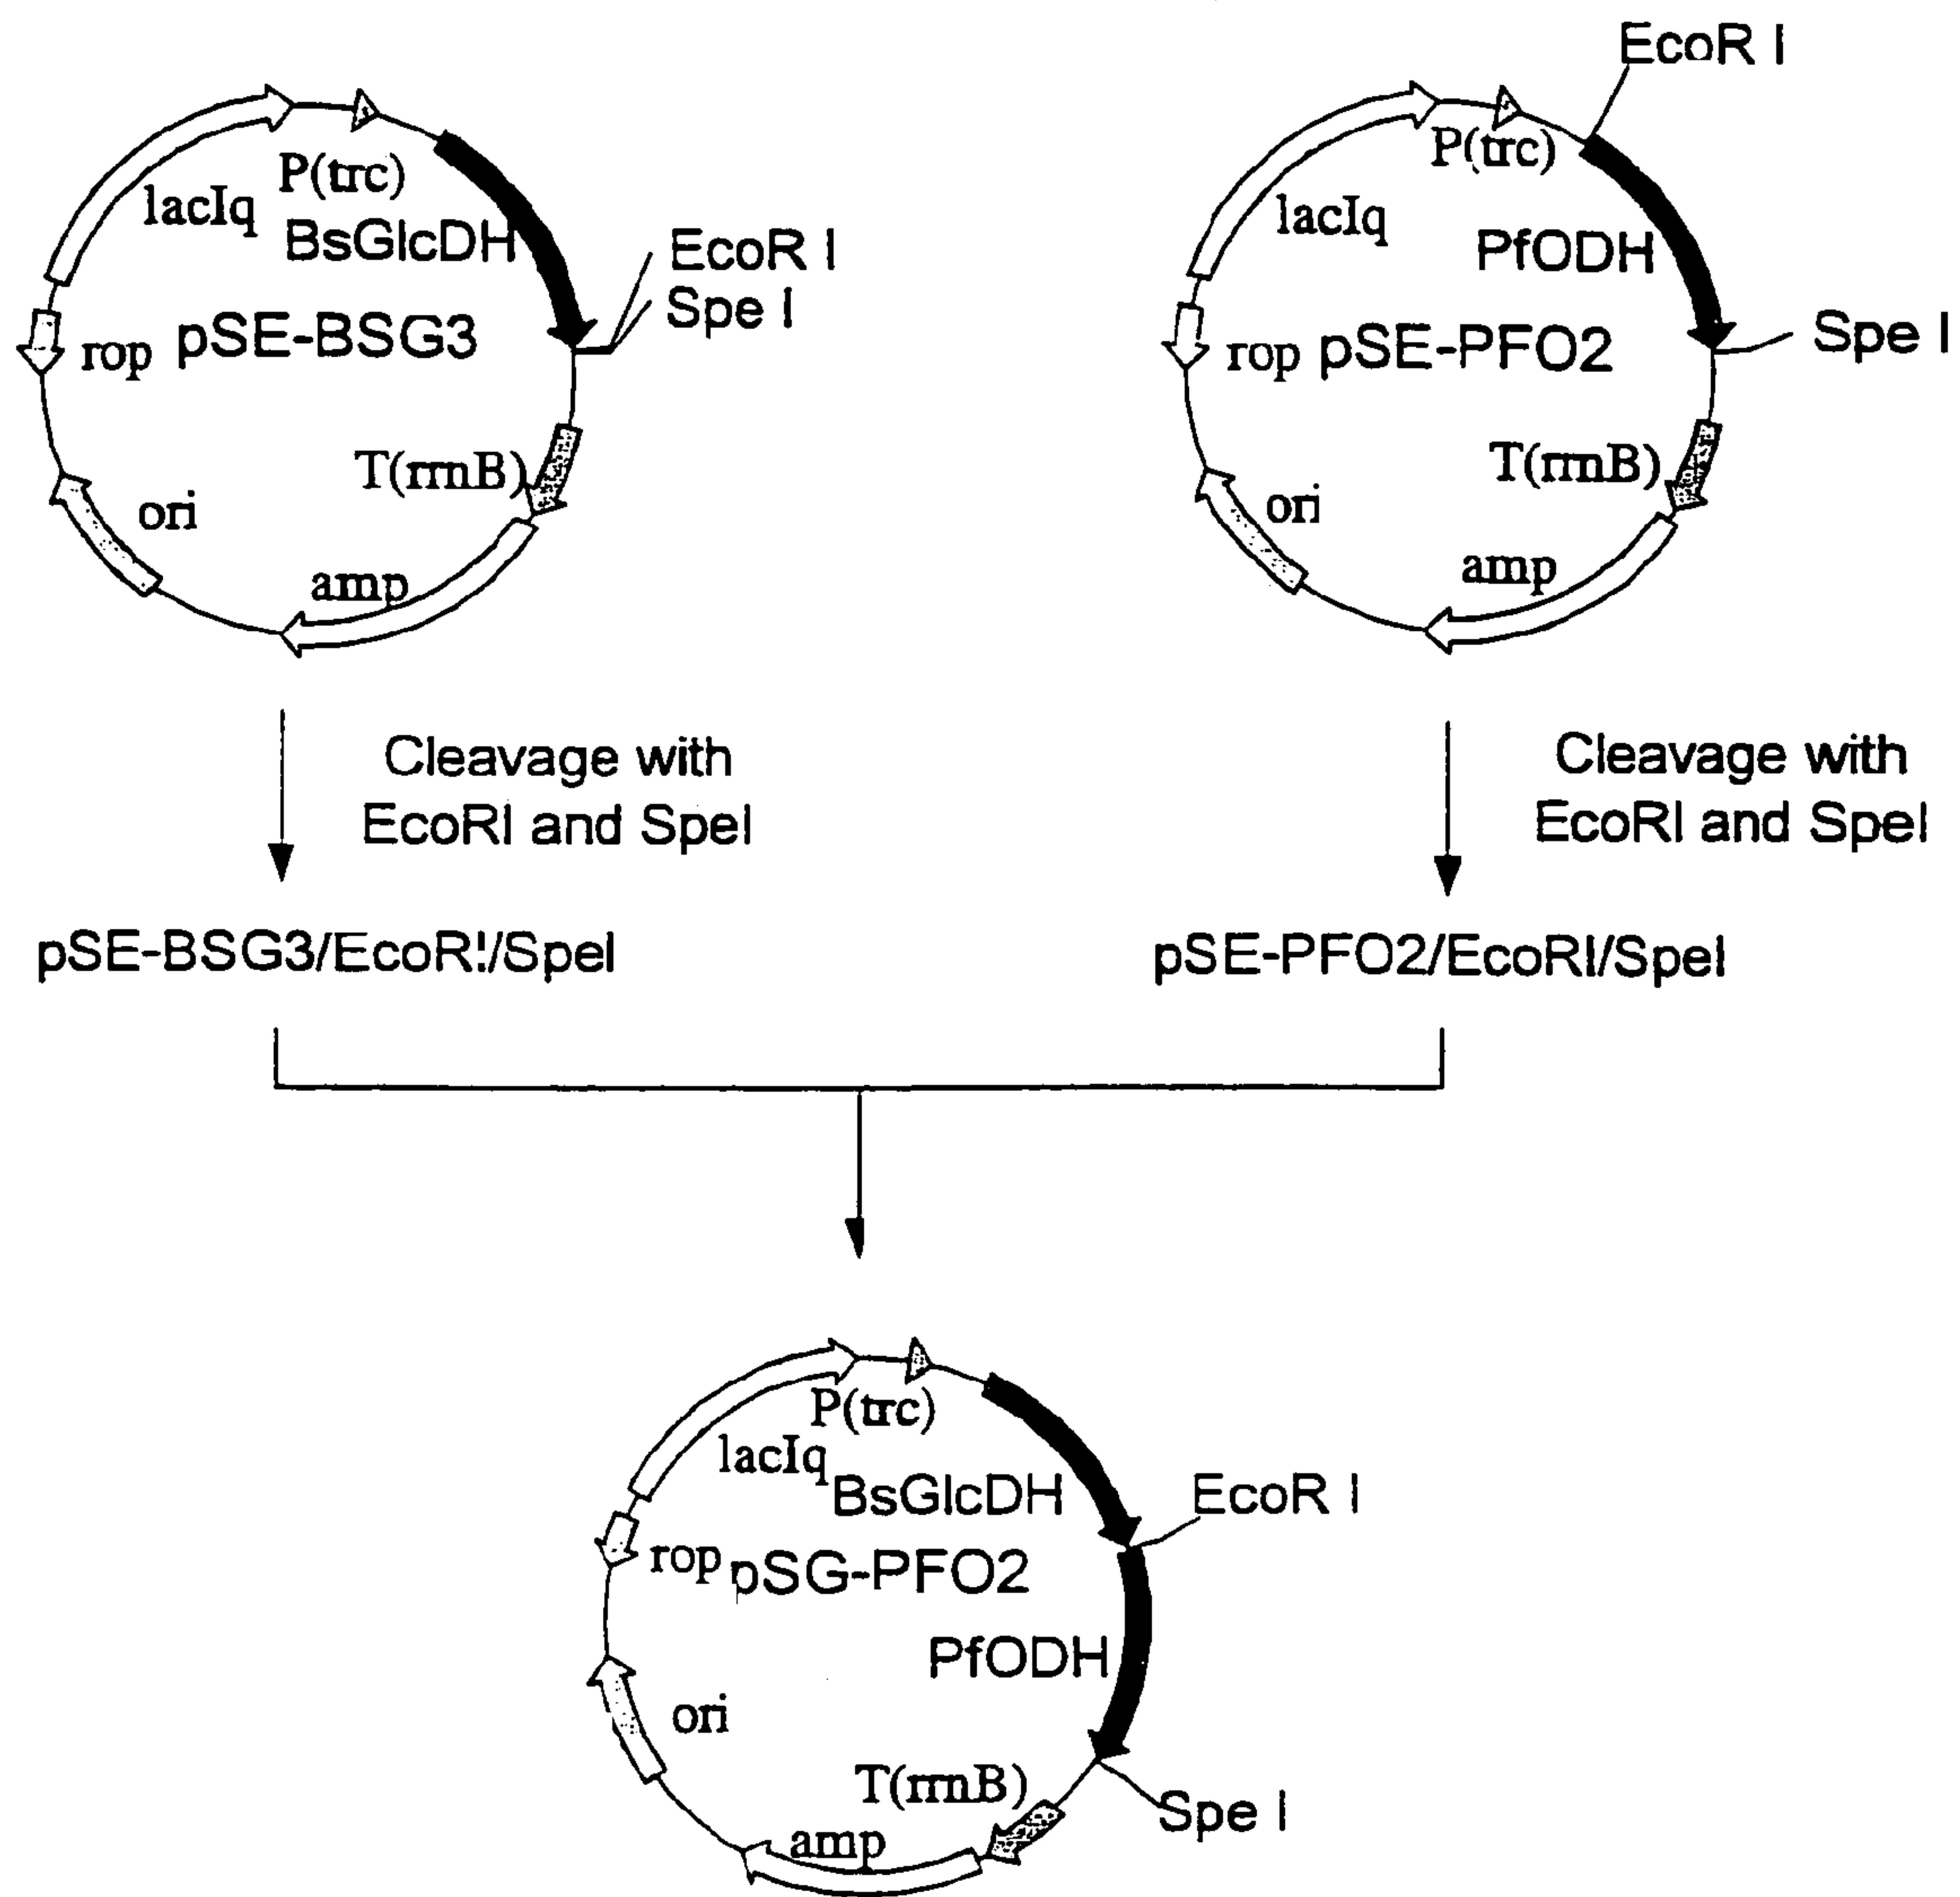 EcoR I
P(trc)
lacIq
BsGlcDH
EcoR I
Spe I
rop
pSE-BSG3
T(rrnB)
ori
amp
P(trc)
lacIq
PfODH
Spe I
rop
pSE-PFO2
T(rrnB)
ori
amp
Cleavage with
EcoRI and SpeI
Cleavage with
EcoRI and SpeI
pSE-BSG3/EcoR!/SpeI
pSE-PFO2/EcoRI/SpeI
P(trc)
lacIq
BsGlcDH
EcoR I
rop
pSG-PFO2
PfODH
ori
T(rrnB)
Spe I
amp